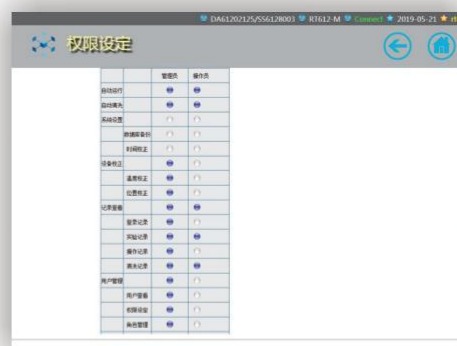 DA61202125/SS6128003 RT612-M Connect 2019-05-21
权限设定
管理员 操作员
自动运行
自动清洗
系统设置
数据库备份
时间校正
设备校正
温度校正
位置校正
记录查看
登录记录
实验记录
操作记录
清洗记录
用户管理
用户查看
权限设定
角色管理